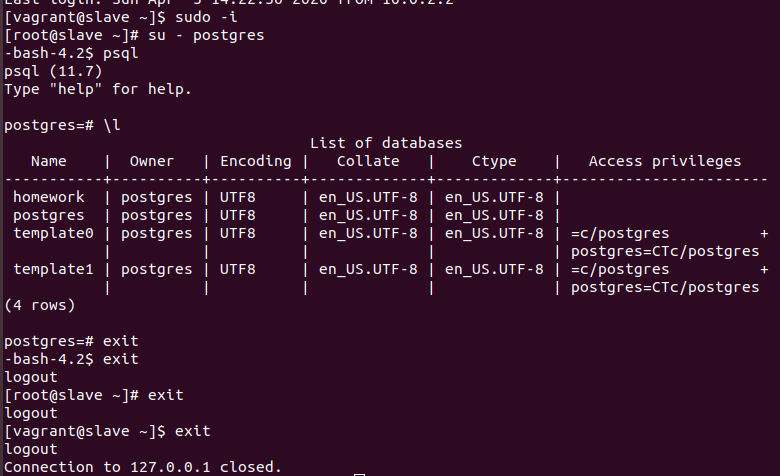 Last login: Sun Apr  5 14:22:50 2020 from 10.0.2.2
[vagrant@slave ~]$ sudo -i
[root@slave ~]# su - postgres
-bash-4.2$ psql
psql (11.7)
Type "help" for help.

postgres=# \l
                                  List of databases
   Name    |  Owner   | Encoding |   Collate   |    Ctype    |   Access privileges   
-----------+----------+----------+-------------+-------------+-----------------------
 homework  | postgres | UTF8     | en_US.UTF-8 | en_US.UTF-8 | 
 postgres  | postgres | UTF8     | en_US.UTF-8 | en_US.UTF-8 | 
 template0 | postgres | UTF8     | en_US.UTF-8 | en_US.UTF-8 | =c/postgres          +
           |          |          |             |             | postgres=CTc/postgres
 template1 | postgres | UTF8     | en_US.UTF-8 | en_US.UTF-8 | =c/postgres          +
           |          |          |             |             | postgres=CTc/postgres
(4 rows)

postgres=# exit
-bash-4.2$ exit
logout
[root@slave ~]# exit
logout
[vagrant@slave ~]$ exit
logout
Connection to 127.0.0.1 closed.